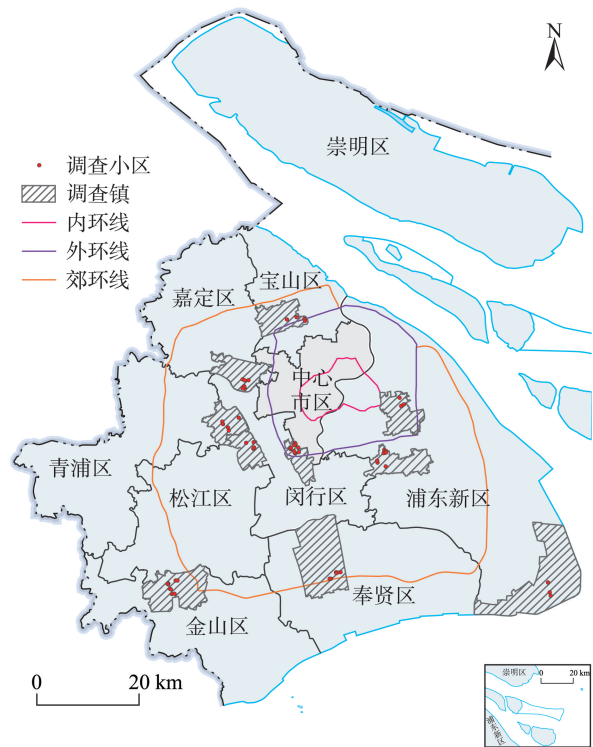 N
崇明区
调查小区
调查镇
内环线
外环线
郊环线
嘉定区
宝山区
中心
市区
青浦区
松江区
闵行区
浦东新区
奉贤区
金山区
0 20 km
崇明区
0 20 km
浦东新区